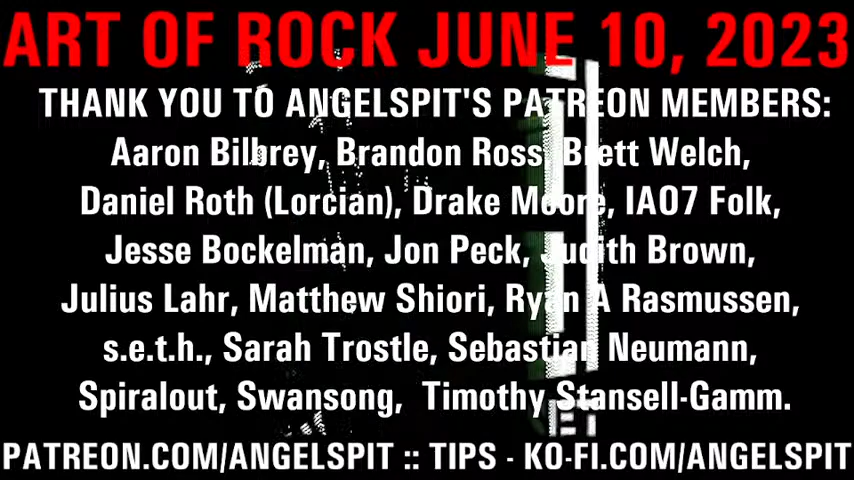 ART OF ROCK JUNE 10, 2023
THANK YOU TO ANGELSPIT'S PATREON MEMBERS:
Aaron Bilbrey, Brandon Ross, Brett Welch,
Daniel Roth (Lorcian), Drake Moore, IAO7 Folk,
Jesse Bockelman, Jon Peck, Judith Brown,
Julius Lahr, Matthew Shiori, Ryan A Rasmussen,
s.e.t.h., Sarah Trostle, Sebastian Neumann,
Spiralout, Swansong, Timothy Stansell-Gamm.
PATREON.COM/ANGELSPIT :: TIPS - KO-FI.COM/ANGELSPIT